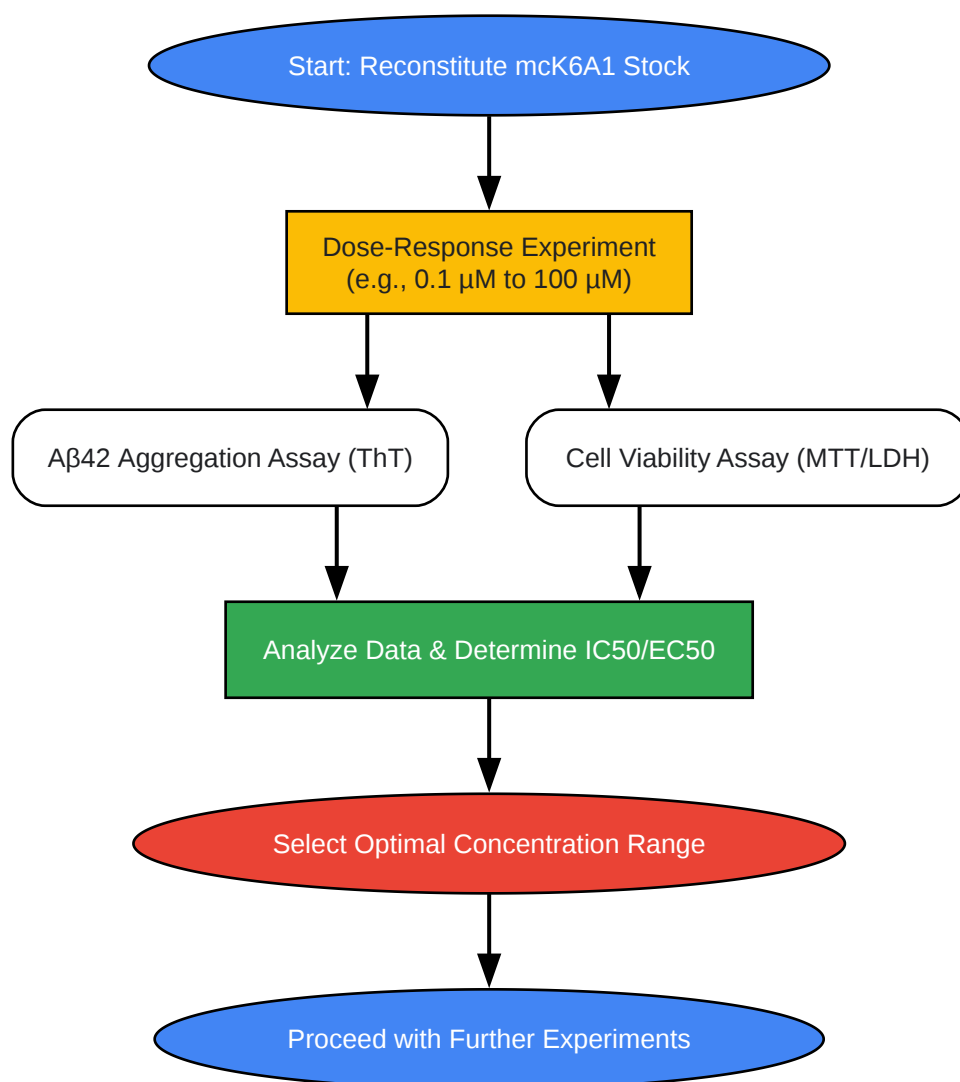 Start: Reconstitute mcK6A1 Stock
Dose-Response Experiment
(e.g., 0.1 µM to 100 µM)
Aβ42 Aggregation Assay (ThT)
Cell Viability Assay (MTT/LDH)
Analyze Data & Determine IC50/EC50
Select Optimal Concentration Range
Proceed with Further Experiments